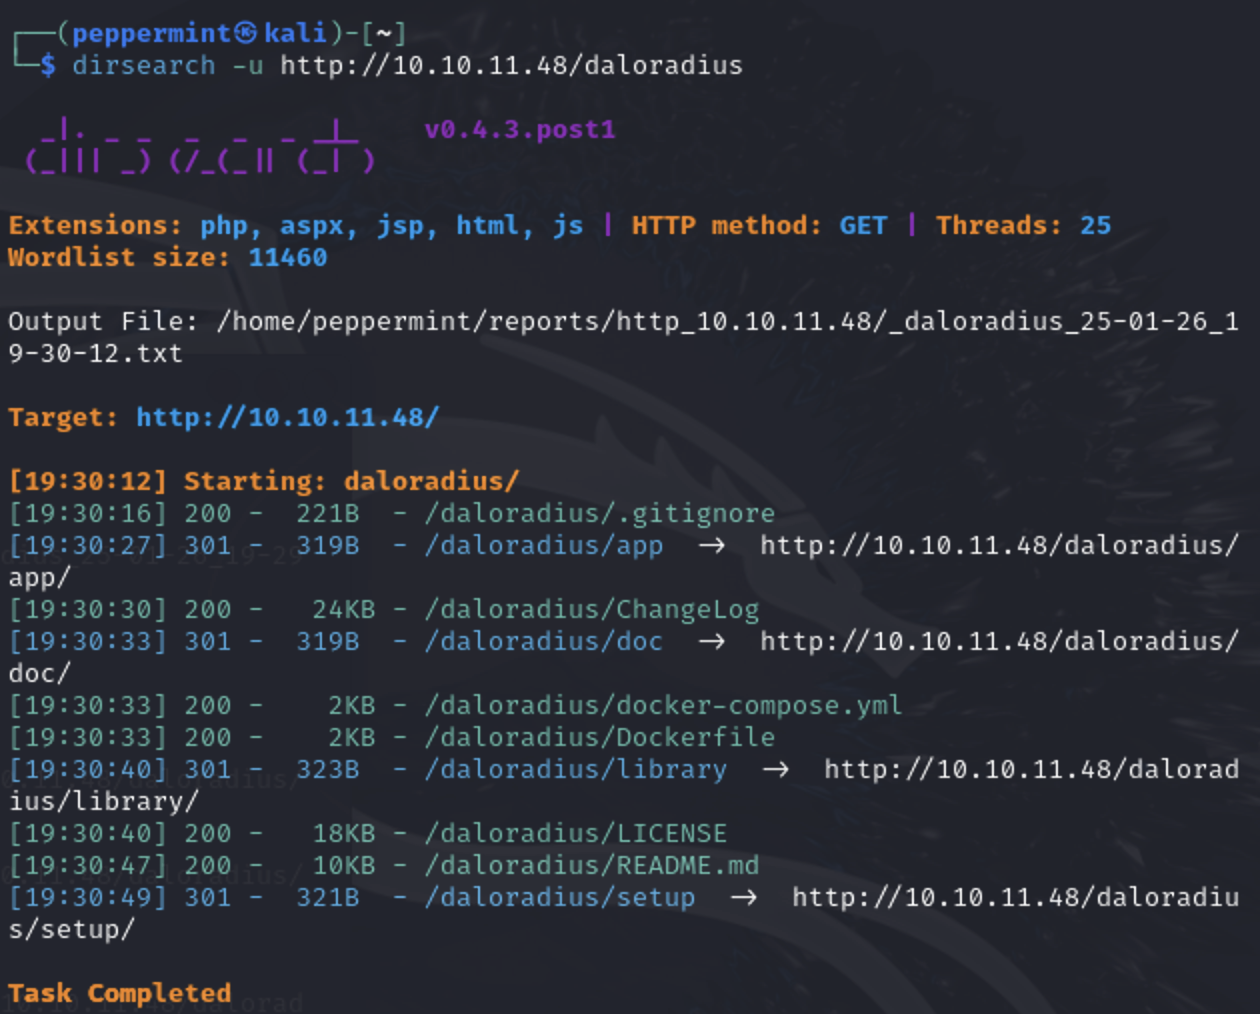 ┌──(peppermint㉿kali)-[~]
└─$ dirsearch -u http://10.10.11.48/daloradius
  _|. _ _  _  _  _ _|_    v0.4.3.post1
 (_||| _) (/_(_|| (_| )
Extensions: php, aspx, jsp, html, js | HTTP method: GET | Threads: 25
Wordlist size: 11460
Output File: /home/peppermint/reports/http_10.10.11.48/_daloradius_25-01-26_1
9-30-12.txt
Target: http://10.10.11.48/
[19:30:12] Starting: daloradius/
[19:30:16] 200 -  221B  - /daloradius/.gitignore
[19:30:27] 301 -  319B  - /daloradius/app  →  http://10.10.11.48/daloradius/
app/
[19:30:30] 200 -   24KB - /daloradius/ChangeLog
[19:30:33] 301 -  319B  - /daloradius/doc  →  http://10.10.11.48/daloradius/
doc/
[19:30:33] 200 -    2KB - /daloradius/docker-compose.yml
[19:30:33] 200 -    2KB - /daloradius/Dockerfile
[19:30:40] 301 -  323B  - /daloradius/library  →  http://10.10.11.48/dalorad
ius/library/
[19:30:40] 200 -   18KB - /daloradius/LICENSE
[19:30:47] 200 -   10KB - /daloradius/README.md
[19:30:49] 301 -  321B  - /daloradius/setup  →  http://10.10.11.48/daloradiu
s/setup/
Task Completed